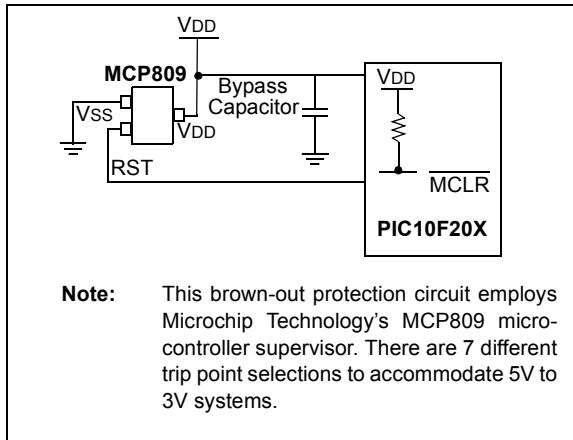 VDD
MCP809
Bypass
Capacitor
VDD
VSS
VDD
RST
MCLR
PIC10F20X
Note: This brown-out protection circuit employs
Microchip Technology's MCP809 micro-
controller supervisor. There are 7 different
trip point selections to accommodate 5V to
3V systems.